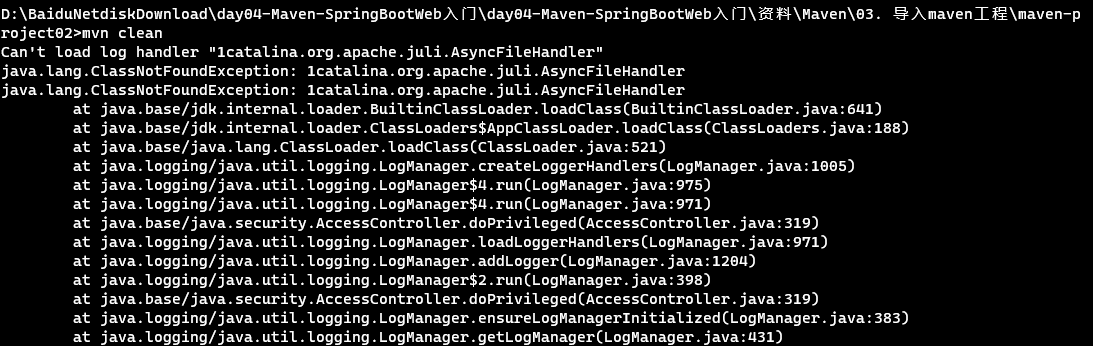 D:\BaiduNetdiskDownload\day04-Maven-SpringBootWeb入门\day04-Maven-SpringBootWeb入门\资料\Maven\03. 导入maven工程\maven-p
roject02>mvn clean
Can't load log handler "1catalina.org.apache.juli.AsyncFileHandler"
java.lang.ClassNotFoundException: 1catalina.org.apache.juli.AsyncFileHandler
java.lang.ClassNotFoundException: 1catalina.org.apache.juli.AsyncFileHandler
        at java.base/jdk.internal.loader.BuiltinClassLoader.loadClass(BuiltinClassLoader.java:641)
        at java.base/jdk.internal.loader.ClassLoaders$AppClassLoader.loadClass(ClassLoaders.java:188)
        at java.base/java.lang.ClassLoader.loadClass(ClassLoader.java:521)
        at java.logging/java.util.logging.LogManager.createLoggerHandlers(LogManager.java:1005)
        at java.logging/java.util.logging.LogManager$4.run(LogManager.java:975)
        at java.logging/java.util.logging.LogManager$4.run(LogManager.java:971)
        at java.base/java.security.AccessController.doPrivileged(AccessController.java:319)
        at java.logging/java.util.logging.LogManager.loadLoggerHandlers(LogManager.java:971)
        at java.logging/java.util.logging.LogManager.addLogger(LogManager.java:1204)
        at java.logging/java.util.logging.LogManager$2.run(LogManager.java:398)
        at java.base/java.security.AccessController.doPrivileged(AccessController.java:319)
        at java.logging/java.util.logging.LogManager.ensureLogManagerInitialized(LogManager.java:383)
        at java.logging/java.util.logging.LogManager.getLogManager(LogManager.java:431)